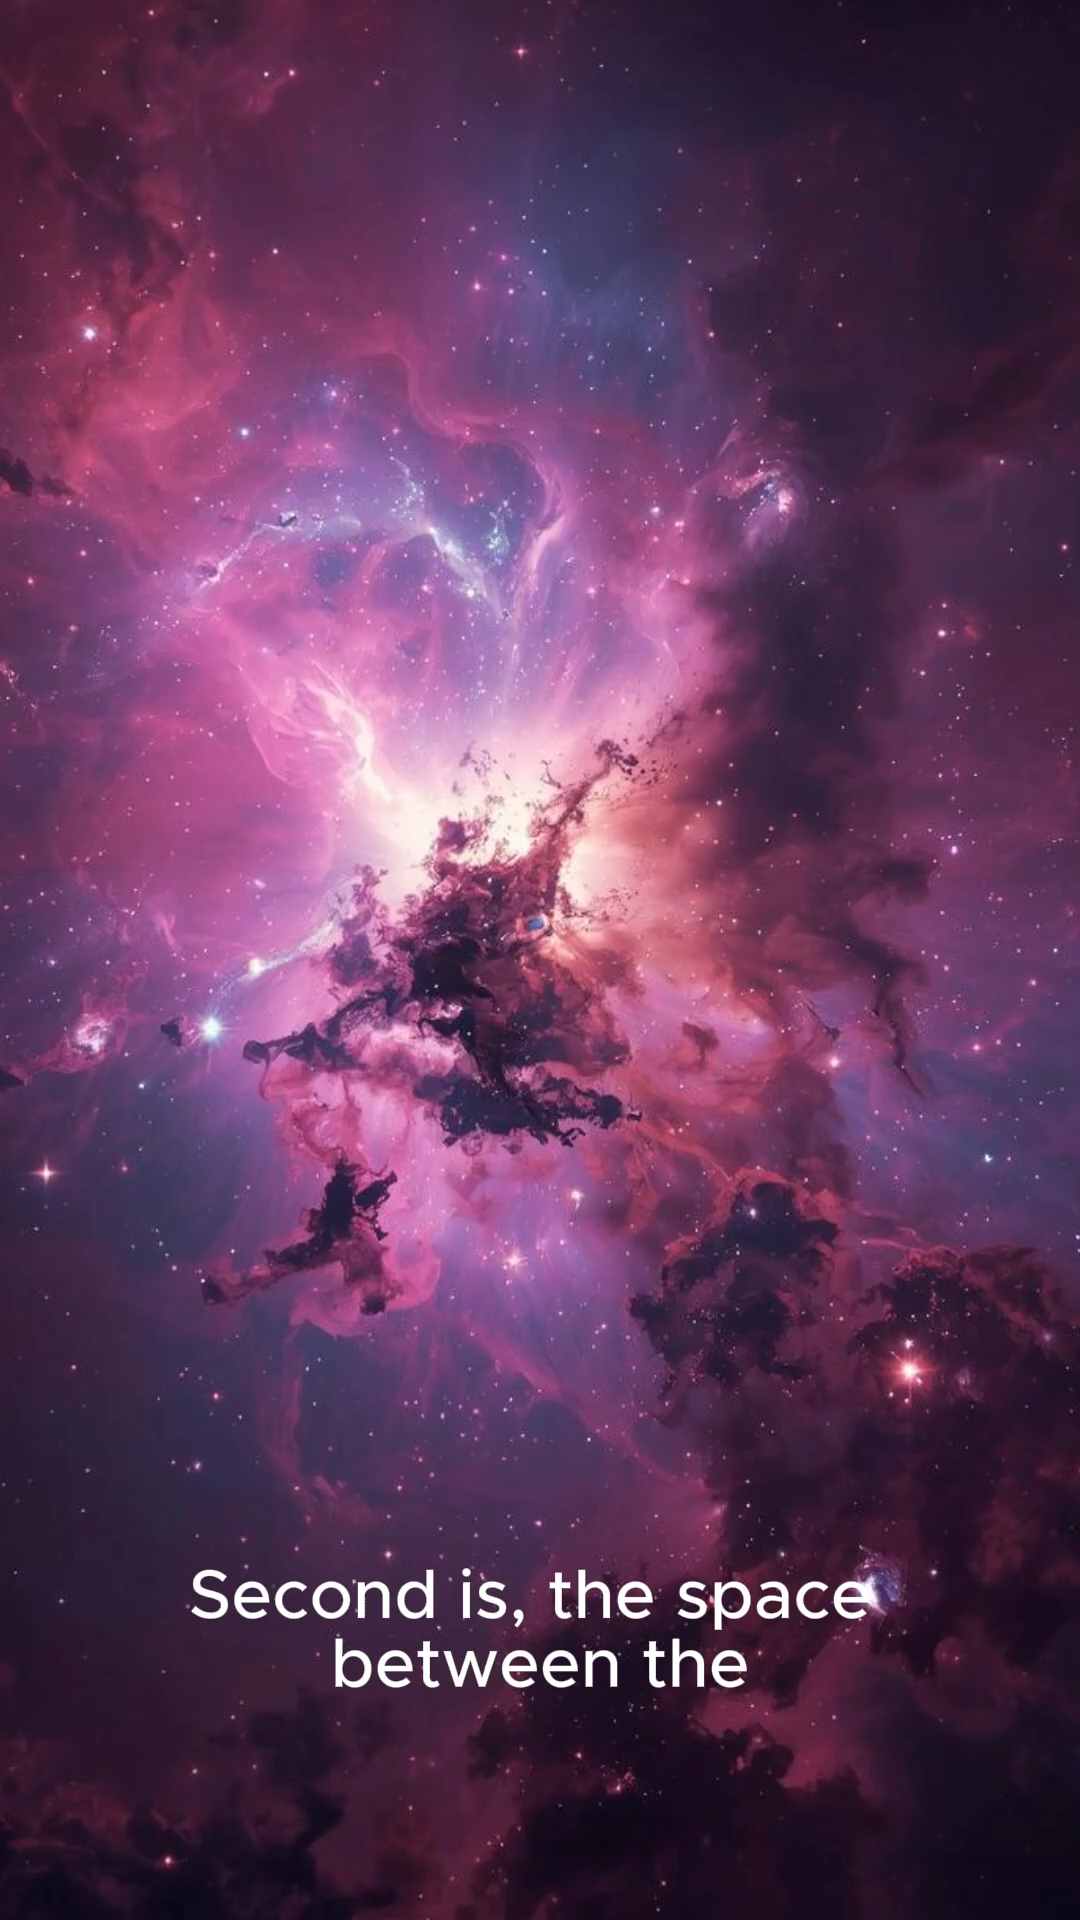 Second is, the space
between the